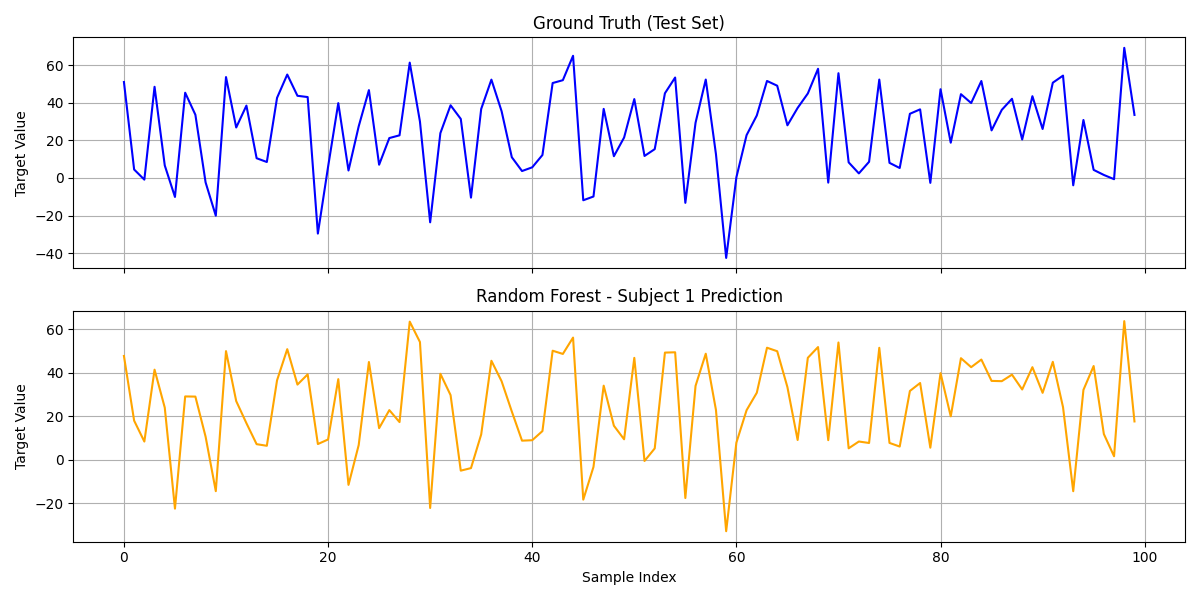 Ground Truth (Test Set)
Target Value
60
40
20
0
−20
−40
Random Forest - Subject 1 Prediction
Target Value
60
40
20
0
−20
0 20 40 60 80 100
Sample Index